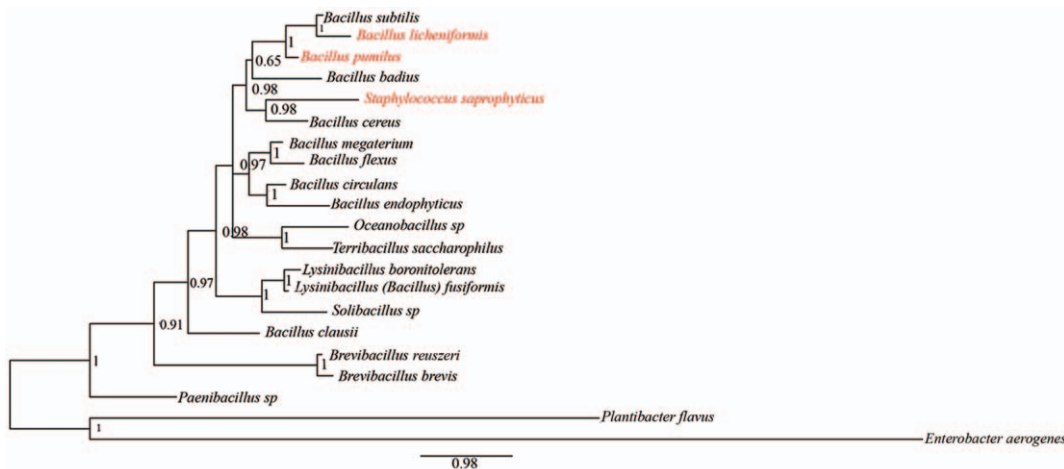 Bacillus subtilis
1
Bacillus licheniformis
1
Bacillus pumilus
0.65
Bacillus badius
0.98
Staphylococcus saprophyticus
0.98
Bacillus cereus
Bacillus megaterium
1
0.97
Bacillus flexus
Bacillus circulans
1
Bacillus endophyticus
Oceanobacillus sp
0.98
1
Terribacillus saccharophilus
Lysinibacillus boronitolerans
0.97
1
Lysinibacillus (Bacillus) fusiformis
1
Solibacillus sp
0.91
Bacillus clausii
Brevibacillus reuszeri
1
1
Brevibacillus brevis
Paenibacillus sp
Plantibacter flavus
1
Enterobacter aerogenes
0.98